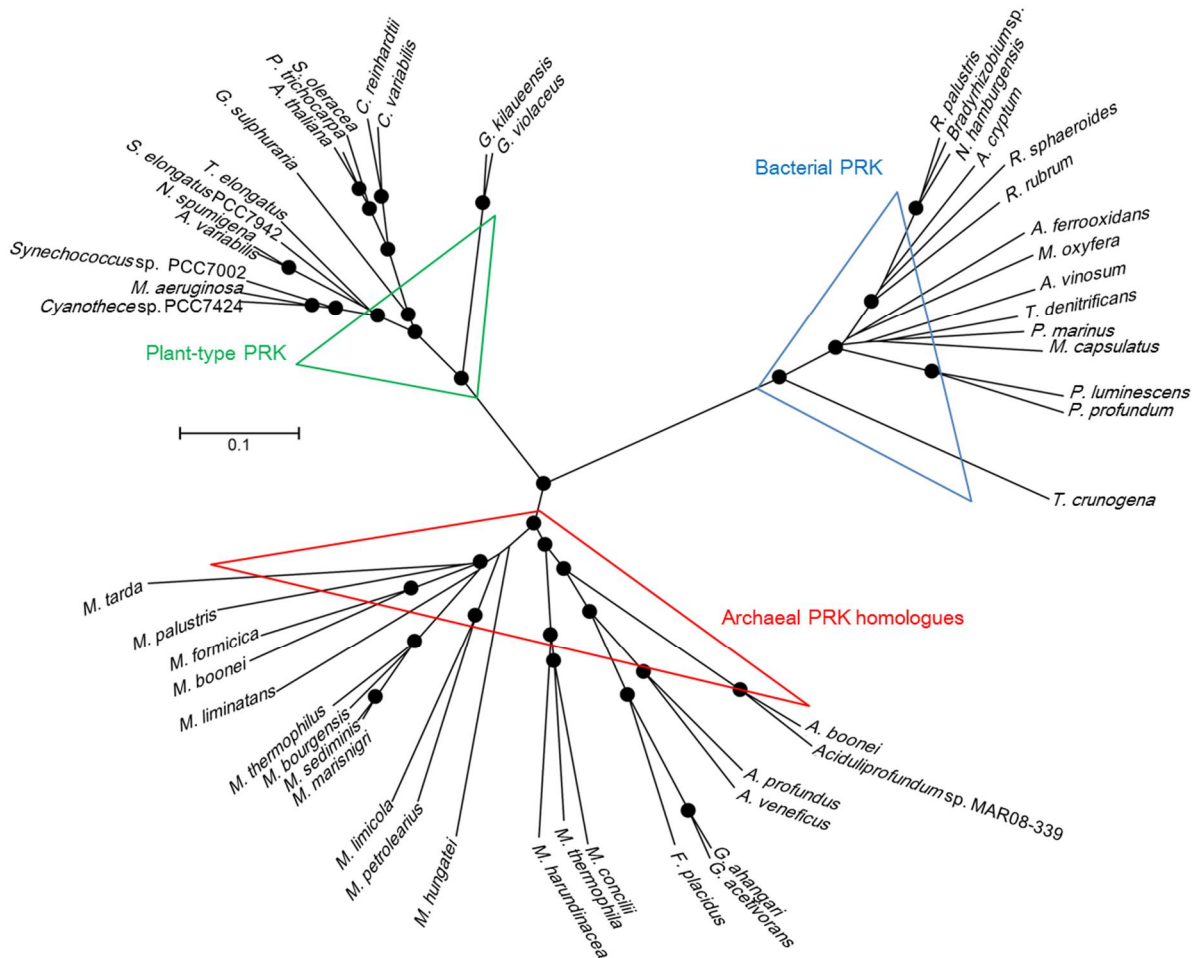 C. reinhardtii
C. variabilis
S. oleracea
P. trichocarpa
A. thaliana
G. sulphuraria
G. kilaueensis
G. violaceus
T. elongatus
S. elongatus PCC7942
N. spumigena
A. variabilis
Synechococcus sp. PCC7002
M. aeruginosa
Cyanothece sp. PCC7424
Plant-type PRK
0.1
Bacterial PRK
R. palustris
Bradyrhizobium sp.
N. hamburgensis
A. cryptum
R. sphaeroides
R. rubrum
A. ferrooxidans
M. oxyfera
A. vinosum
T. denitrificans
P. marinus
M. capsulatus
P. luminescens
P. profundum
T. crunogena
Archaeal PRK homologues
M. tarda
M. palustris
M. formicica
M. boonei
M. liminatans
M. thermophilus
M. bourgensis
M. sediminis
M. marisnigri
M. limicola
M. petrolearius
M. hungatei
M. harundinacea
M. thermophila
M. concilii
F. placidus
G. acetivorans
G. ahangari
A. veneficus
A. profundus
Aciduliprofundum sp. MAR08-339
A. boonei